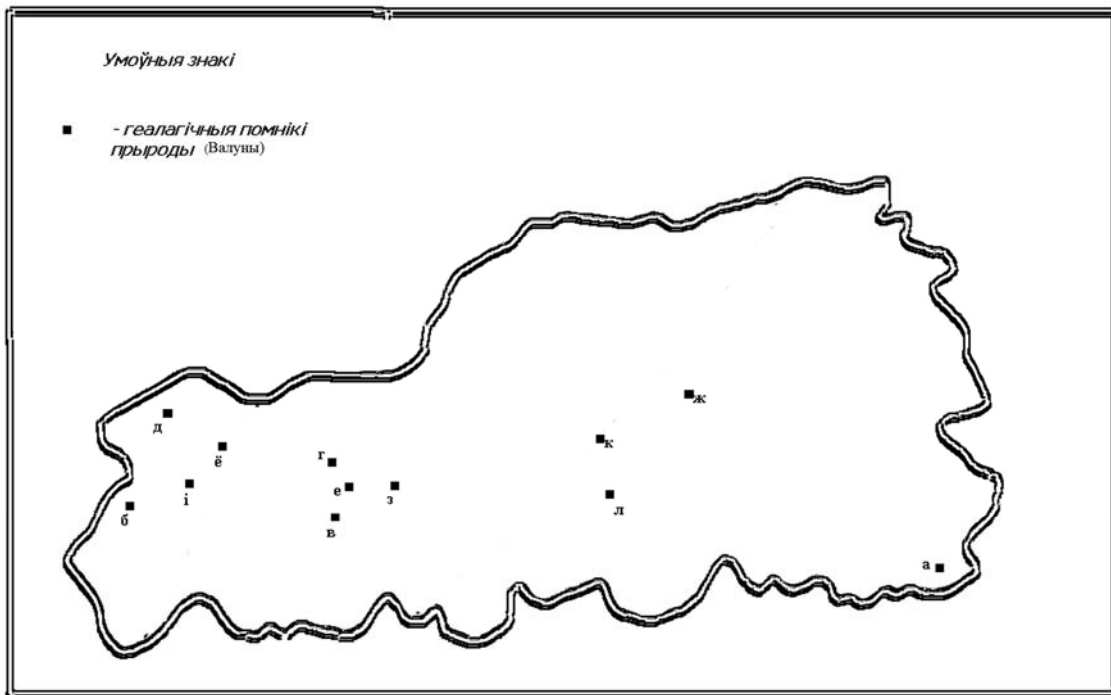 Умоўныя знакі
- геалагічныя помнікі
прыроды (Валуны)
д
ё
г
ж
к
і
е
з
б
в
л
а